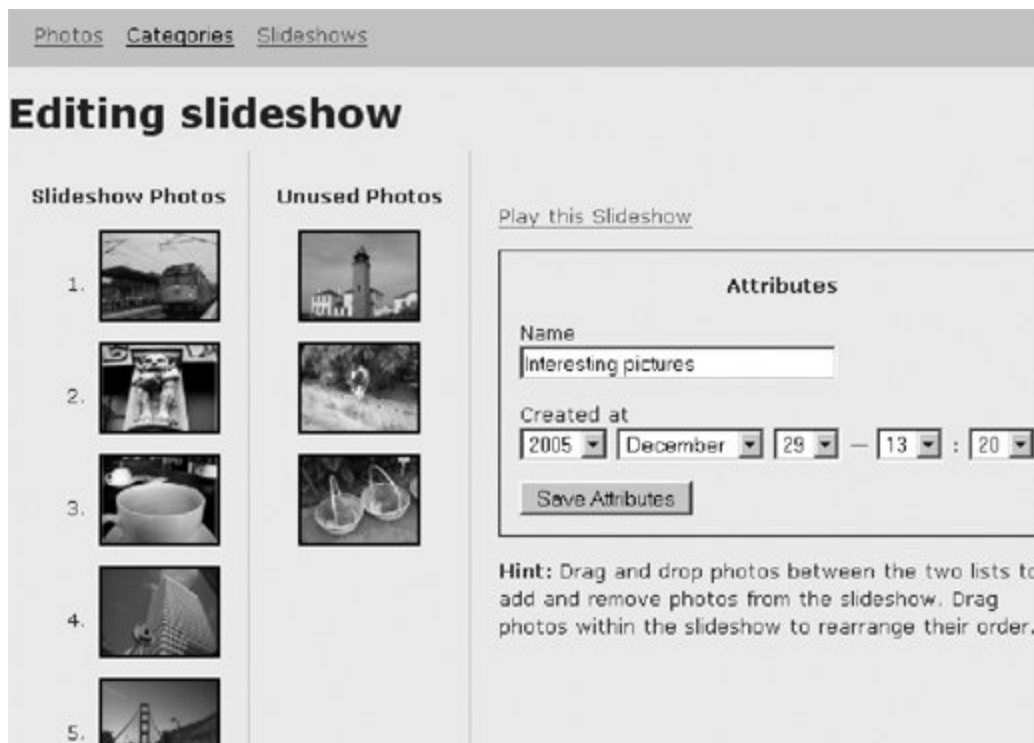 Photos Categories Slideshows
Editing slideshow
Slideshow Photos
1.
2.
3.
4.
5.
Unused Photos
Play this Slideshow
Attributes
Name
Interesting pictures
Created at
2005 December 29 — 13 : 20
Save Attributes
Hint: Drag and drop photos between the two lists to
add and remove photos from the slideshow. Drag
photos within the slideshow to rearrange their order.